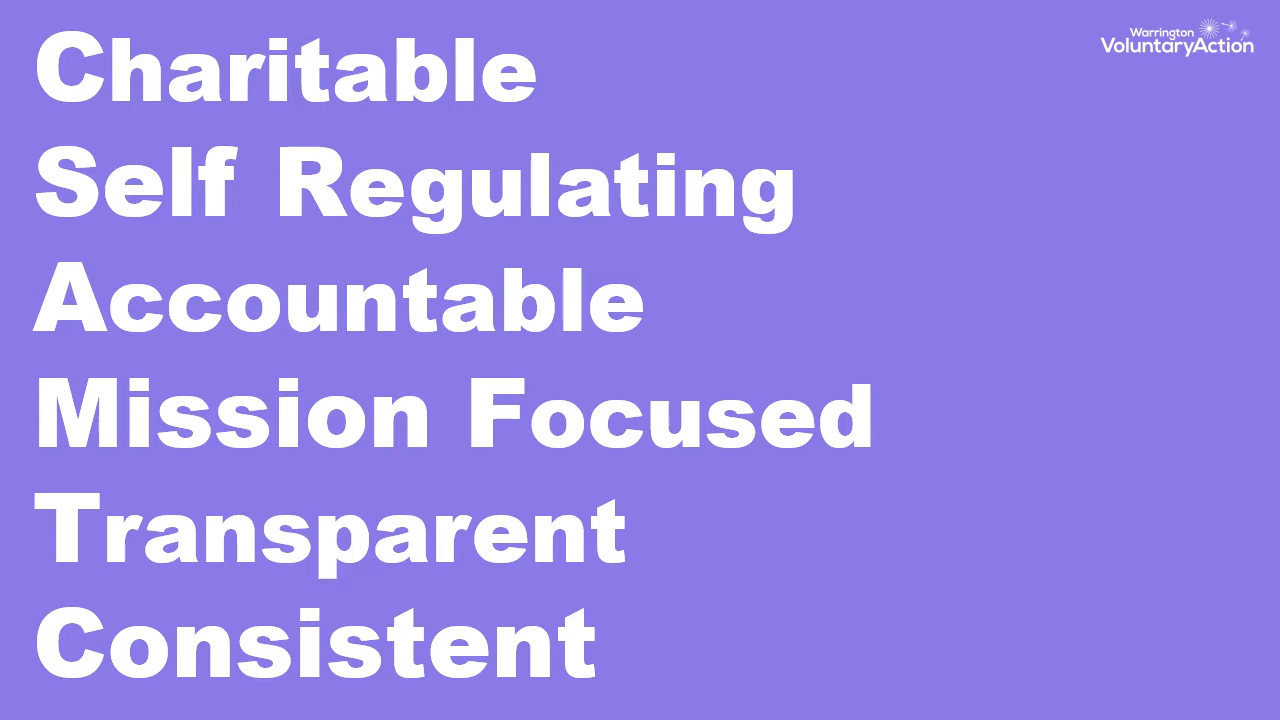 Charitable
Self Regulating
Accountable
Mission Focused
Transparent
Consistent
Warrington
VoluntaryAction